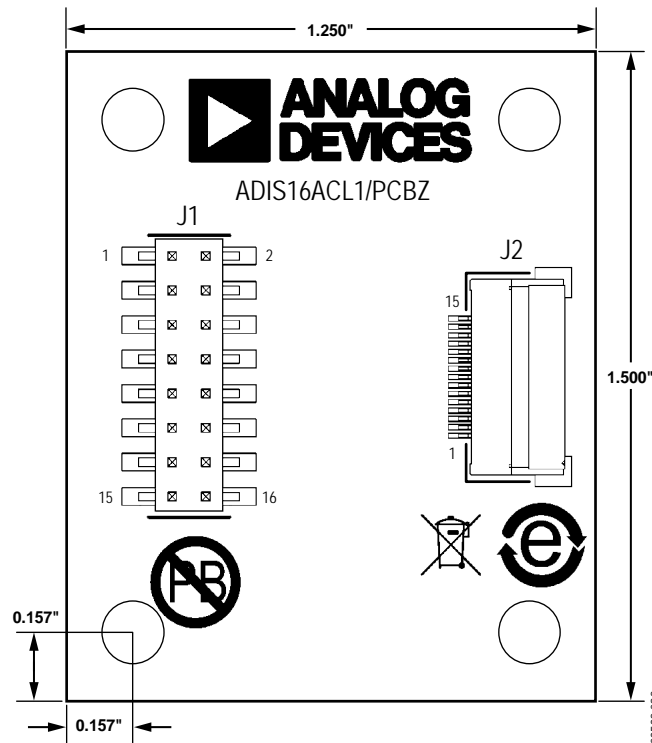 1.250"
ANALOG
DEVICES
ADIS16ACL1/PCBZ
J1
1
2
J2
15
1.500"
1
15
16
e
PB
0.157"
0.157"